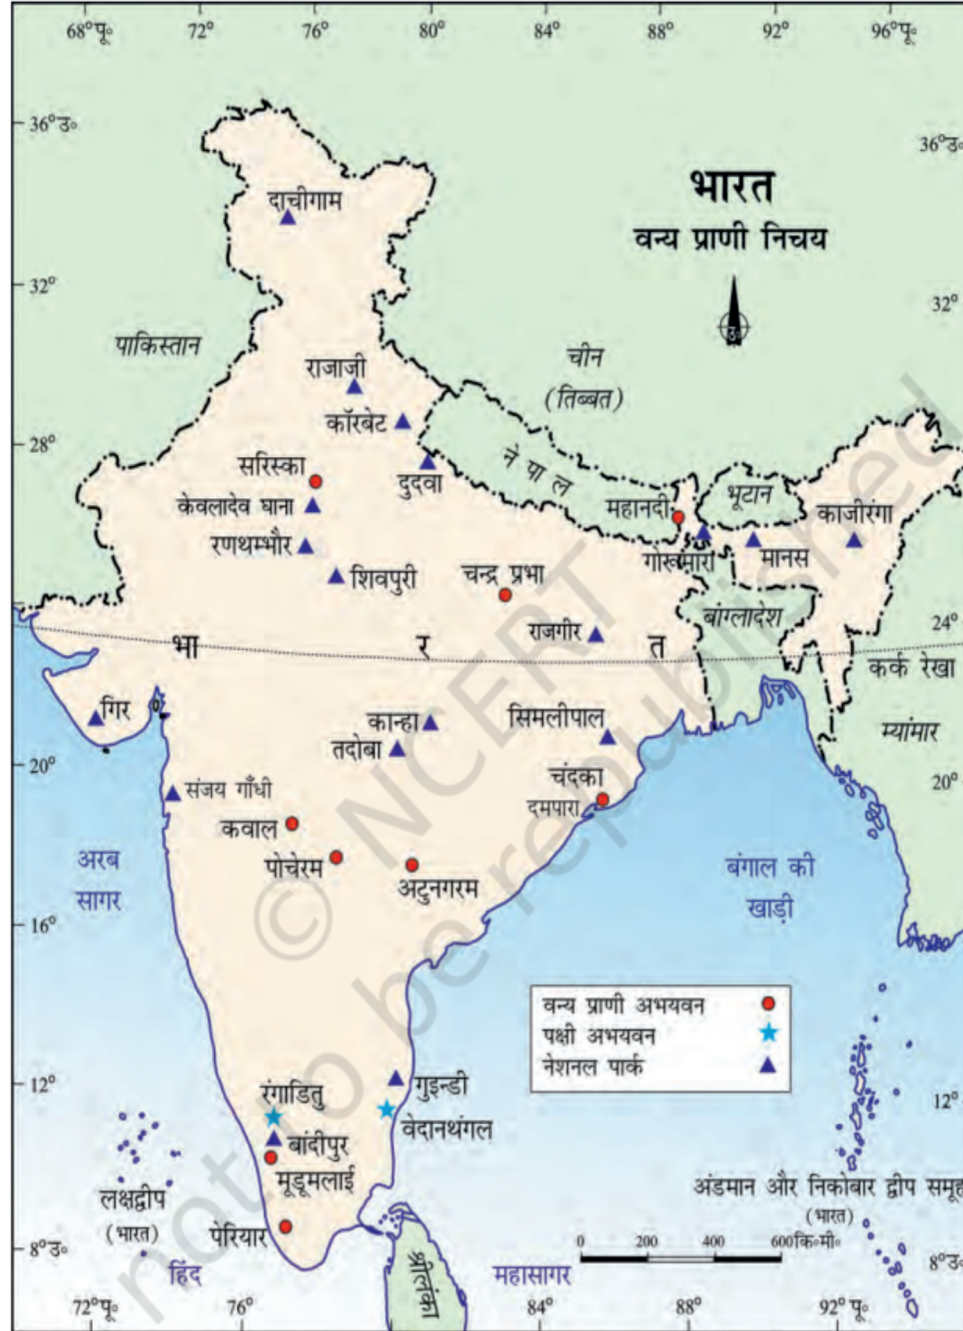 68°पू॰ 72° 76° 80° 84° 88° 92° 96°पू॰
36°उ॰
36°उ॰
भारत
वन्य प्राणी निचय
दाचीगाम
उ॰
32°
32°
पाकिस्तान
चीन
(तिब्बत)
राजाजी
कॉरबेट
28°
सरिस्का
दुदवा
ने पा ल
केवलादेव घाना
महानदी
भूटान
काजीरंगा
रणथम्भौर
गोरूमारा
मानस
शिवपुरी
चन्द्र प्रभा
बांग्लादेश
राजगीर
24°
भा र त
कर्क रेखा
गिर
कान्हा
सिमलीपाल
म्यांमार
तदोबा
20°
चंदका
20°
संजय गाँधी
दमपारा
कवाल
पोचेरम
अटुनगरम
अरब
सागर
बंगाल की
खाड़ी
16°
वन्य प्राणी अभयवन
पक्षी अभयवन
नेशनल पार्क
12°
रंगाडितु
गुइन्डी
12°
वेदानथंगल
बांदीपुर
मूडूमलाई
लक्षद्वीप
(भारत)
अंडमान और निकोबार द्वीप समूह
(भारत)
पेरियार
8°उ॰
0 200 400 600कि॰मी॰
8°उ॰
हिंद
श्रीलंका
महासागर
72°पू॰ 76° 84° 88° 92°पू॰
© NCERT
not to be republished